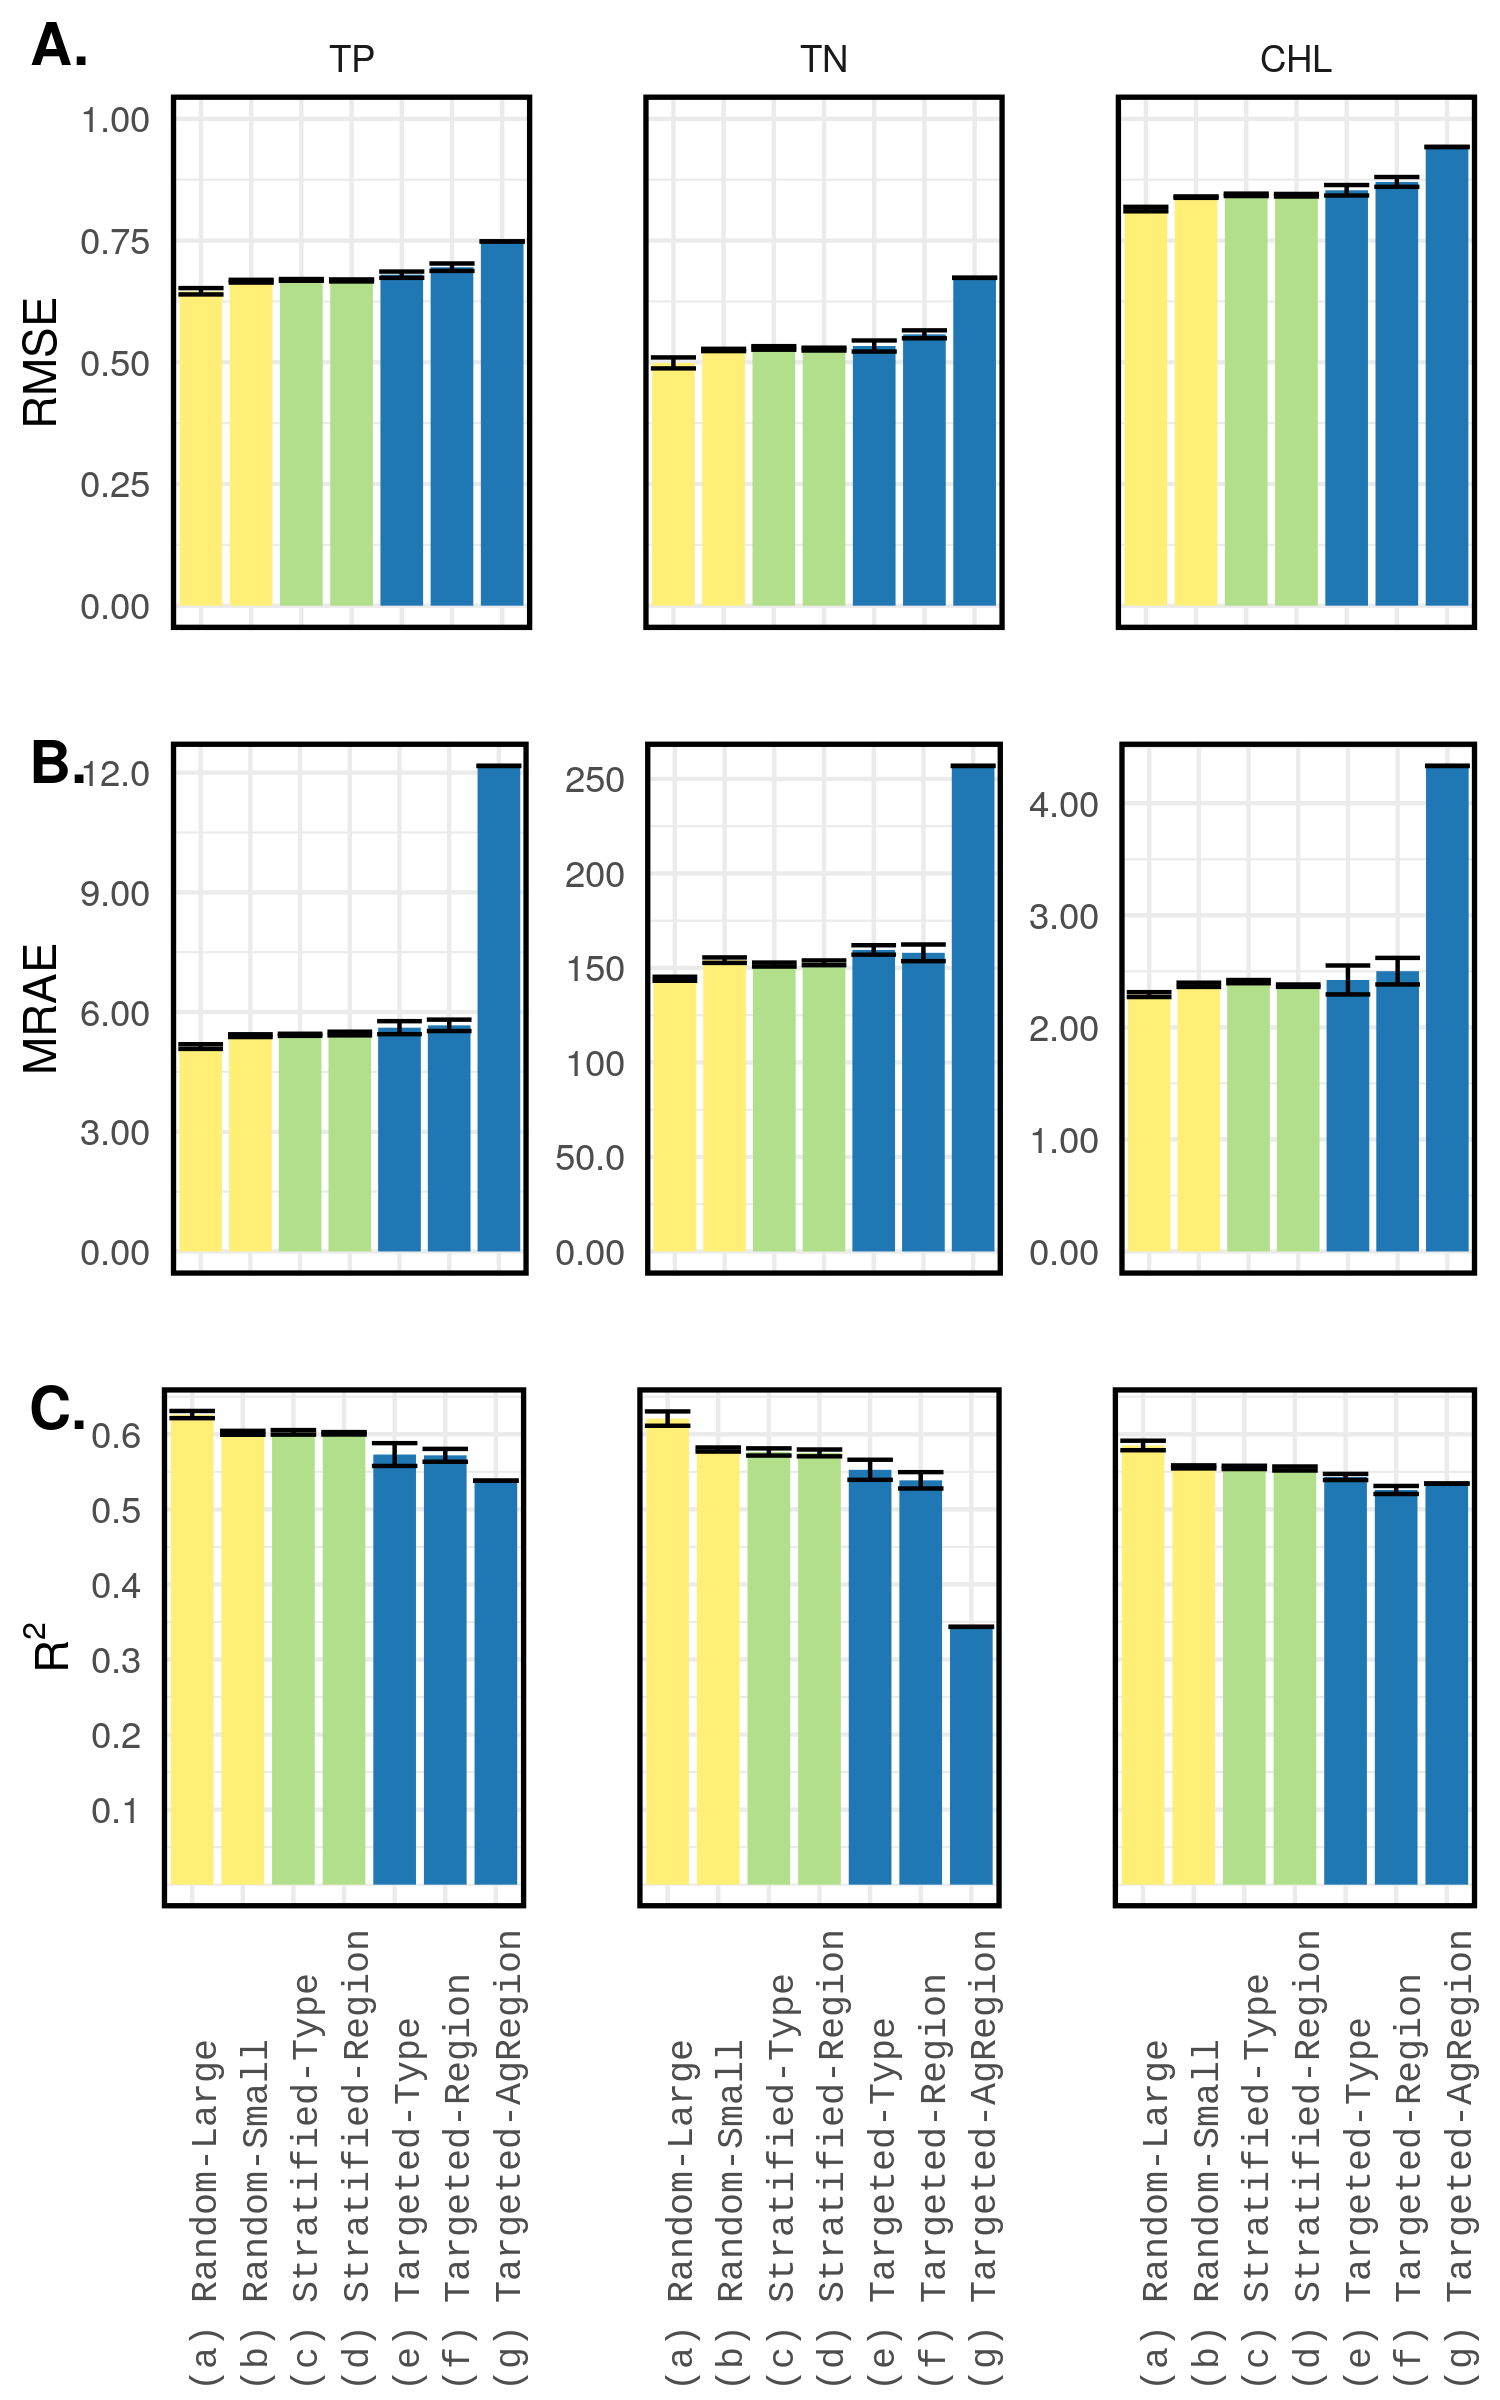 A.
TP TN CHL
RMSE
1.00
0.75
0.50
0.25
0.00
B.
MRAE
12.0
9.00
6.00
3.00
0.00
250
200
150
100
50.0
0.00
4.00
3.00
2.00
1.00
0.00
C.
R²
0.6
0.5
0.4
0.3
0.2
0.1
(a) Random-Large
(b) Random-Small
(c) Stratified-Type
(d) Stratified-Region
(e) Targeted-Type
(f) Targeted-Region
(g) Targeted-AgRegion
(a) Random-Large
(b) Random-Small
(c) Stratified-Type
(d) Stratified-Region
(e) Targeted-Type
(f) Targeted-Region
(g) Targeted-AgRegion
(a) Random-Large
(b) Random-Small
(c) Stratified-Type
(d) Stratified-Region
(e) Targeted-Type
(f) Targeted-Region
(g) Targeted-AgRegion